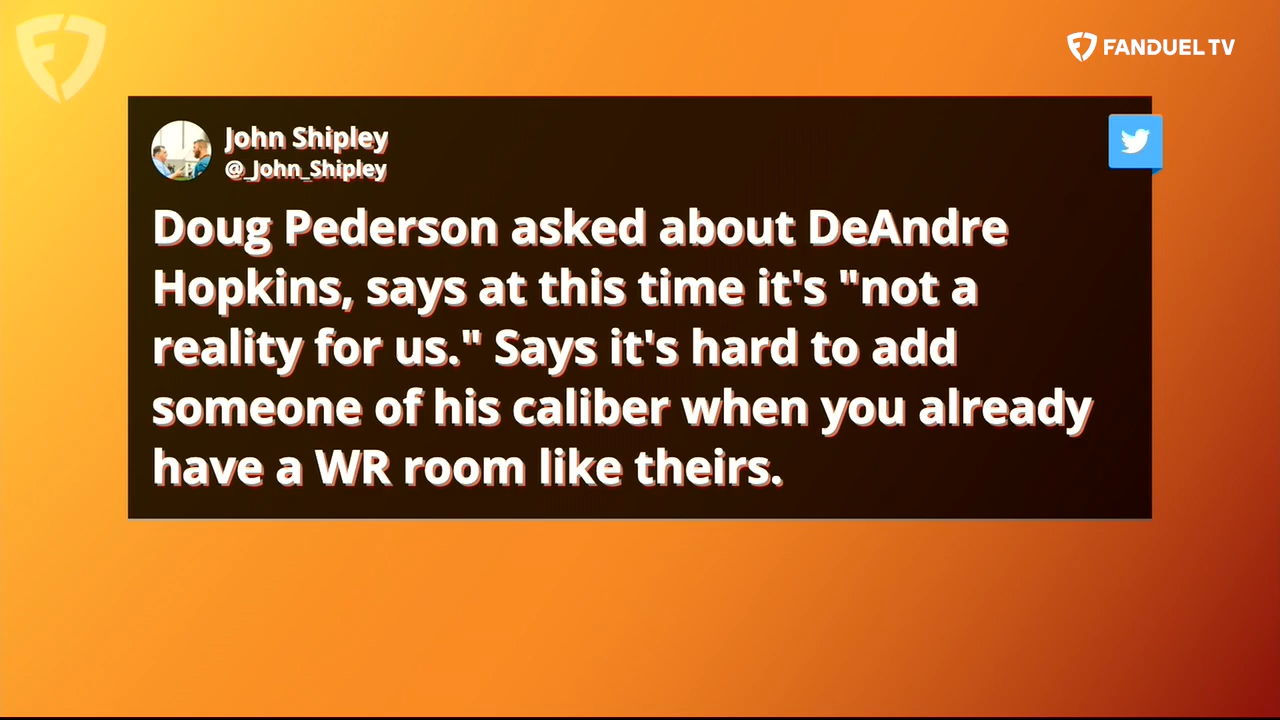 FANDUEL TV
John Shipley
@_John_Shipley
Doug Pederson asked about DeAndre
Hopkins, says at this time it's "not a
reality for us." Says it's hard to add
someone of his caliber when you already
have a WR room like theirs.